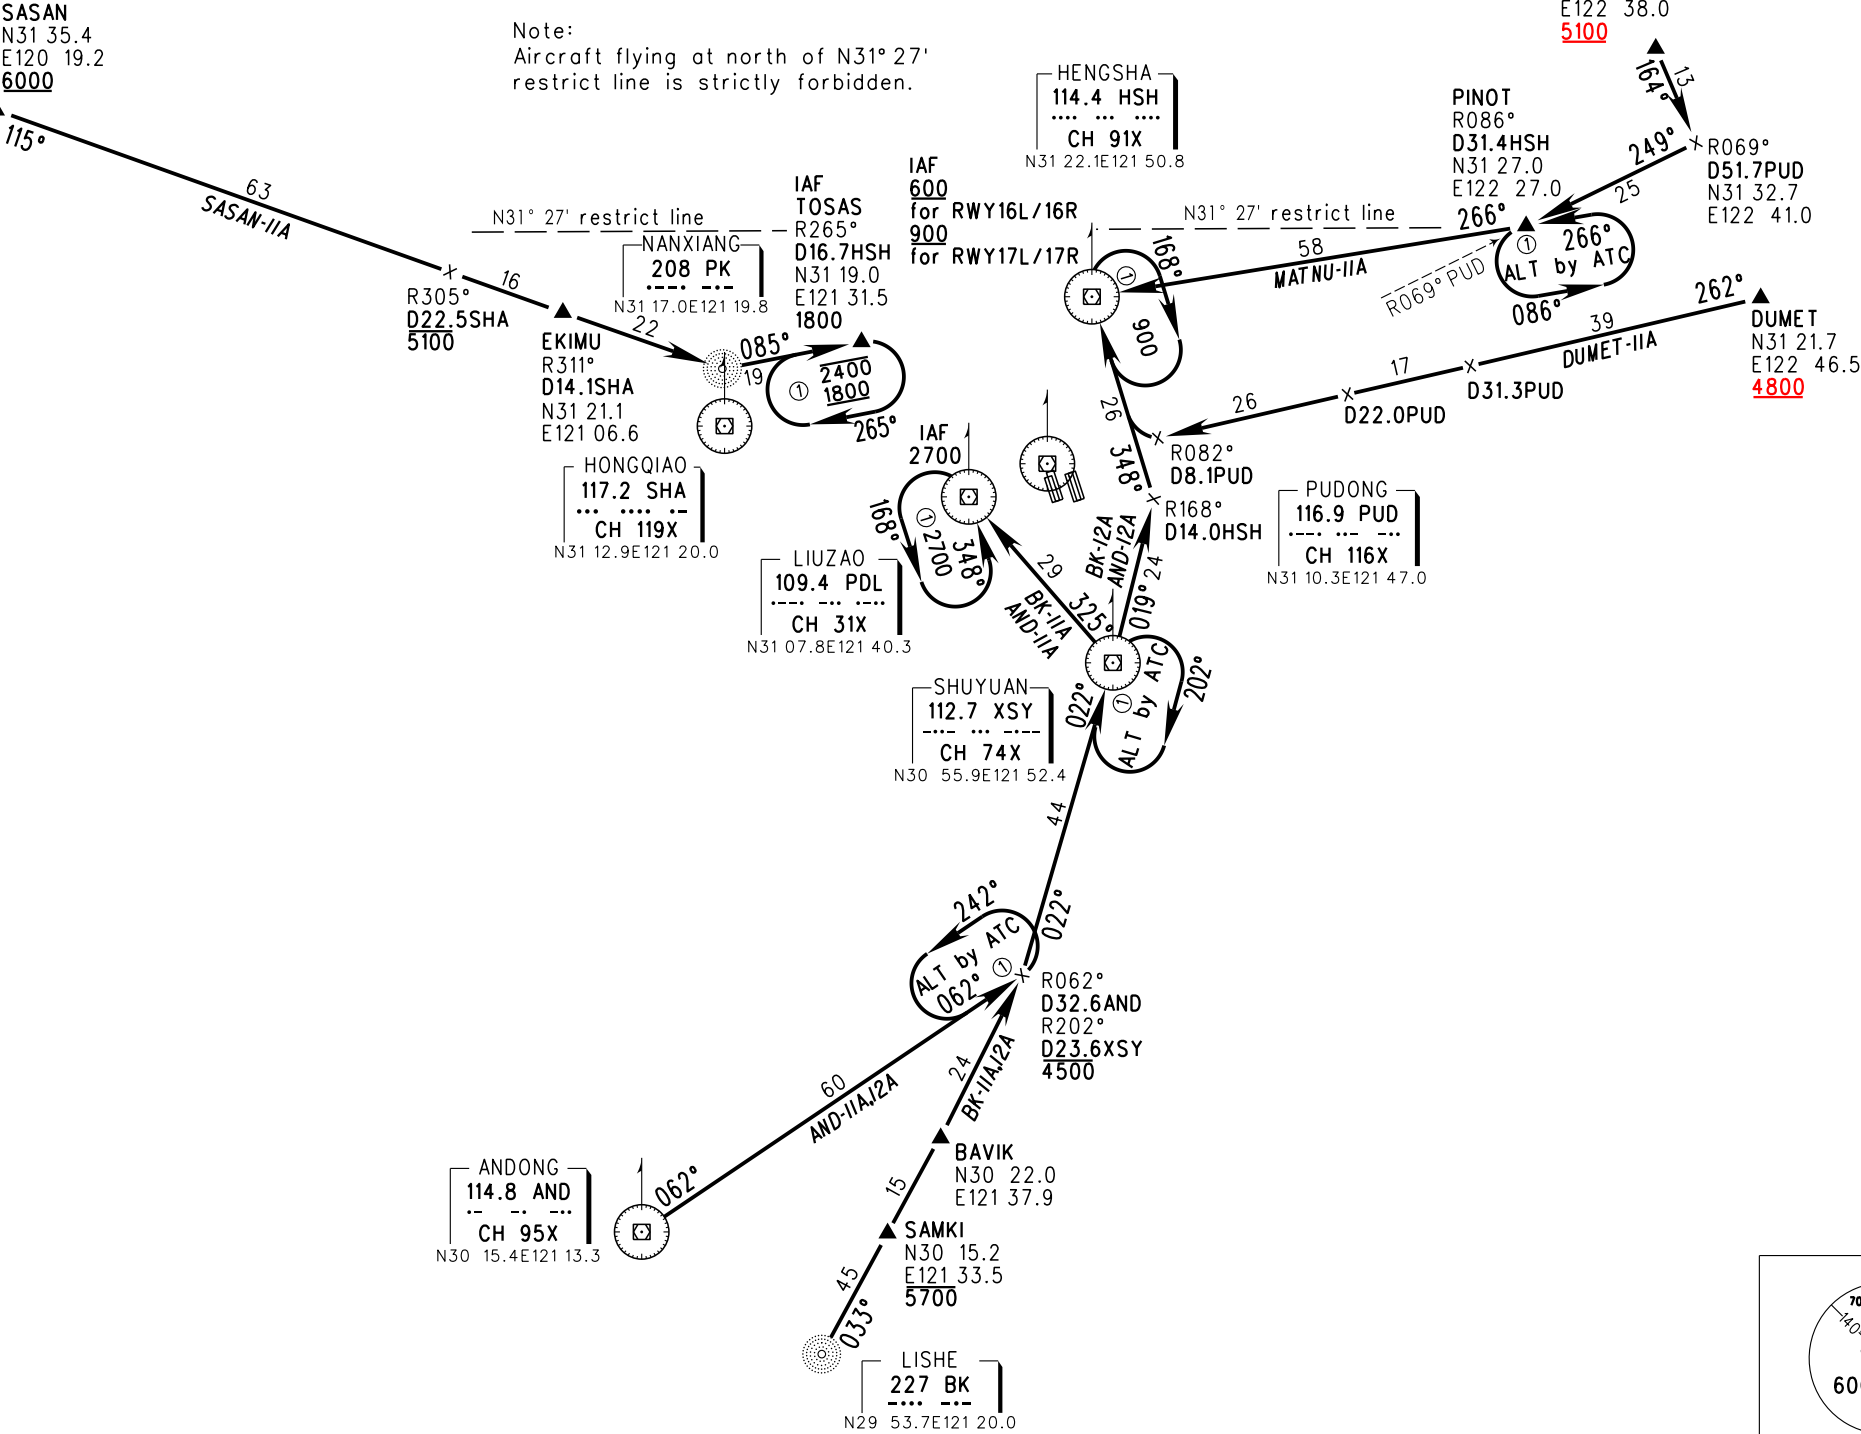 SASAN
N31 35.4
E120 19.2
6000
115°
Note:
Aircraft flying at north of N31° 27'
restrict line is strictly forbidden.
E122 38.0
5100
164°
13
R069°
D51.7PUD
N31 32.7
E122 41.0
249°
25
PINOT
R086°
D31.4HSH
N31 27.0
E122 27.0
266°
1
266°
ALT by ATC
086°
R069° PUD
HENGSHA
114.4 HSH
CH 91X
N31 22.1E121 50.8
N31° 27' restrict line
58
MATNU-11A
IAF
600
for RWY16L/16R
900
for RWY17L/17R
168°
1
900
63
SASAN-11A
N31° 27' restrict line
16
R305°
D22.5SHA
5100
NANXIANG
208 PK
N31 17.0E121 19.8
22
EKIMU
R311°
D14.1SHA
N31 21.1
E121 06.6
IAF
TOSAS
R265°
D16.7HSH
N31 19.0
E121 31.5
1800
085°
19
2400
1800
1
265°
262°
DUMET
N31 21.7
E122 46.5
4800
39
DUMET-11A
D31.3PUD
17
D22.0PUD
26
R082°
D8.1PUD
26
348°
R168°
D14.0HSH
HONGQIAO
117.2 SHA
CH 119X
N31 12.9E121 20.0
IAF
2700
168°
1
2700
348°
LIUZAO
109.4 PDL
CH 31X
N31 07.8E121 40.3
PUDONG
116.9 PUD
CH 116X
N31 10.3E121 47.0
29
BK-11A
AND-11A
325°
BK-12A
AND-12A
24
019°
SHUYUAN
112.7 XSY
CH 74X
N30 55.9E121 52.4
022°
1
ALT by ATC
202°
44
022°
242°
ALT by ATC
1
062°
R062°
D32.6AND
R202°
D23.6XSY
4500
60
AND-11A,12A
24
BK-11A,12A
BAVIK
N30 22.0
E121 37.9
ANDONG
114.8 AND
CH 95X
N30 15.4E121 13.3
062°
15
SAMKI
N30 15.2
E121 33.5
5700
45
033°
LISHE
227 BK
N29 53.7E121 20.0
70
140°